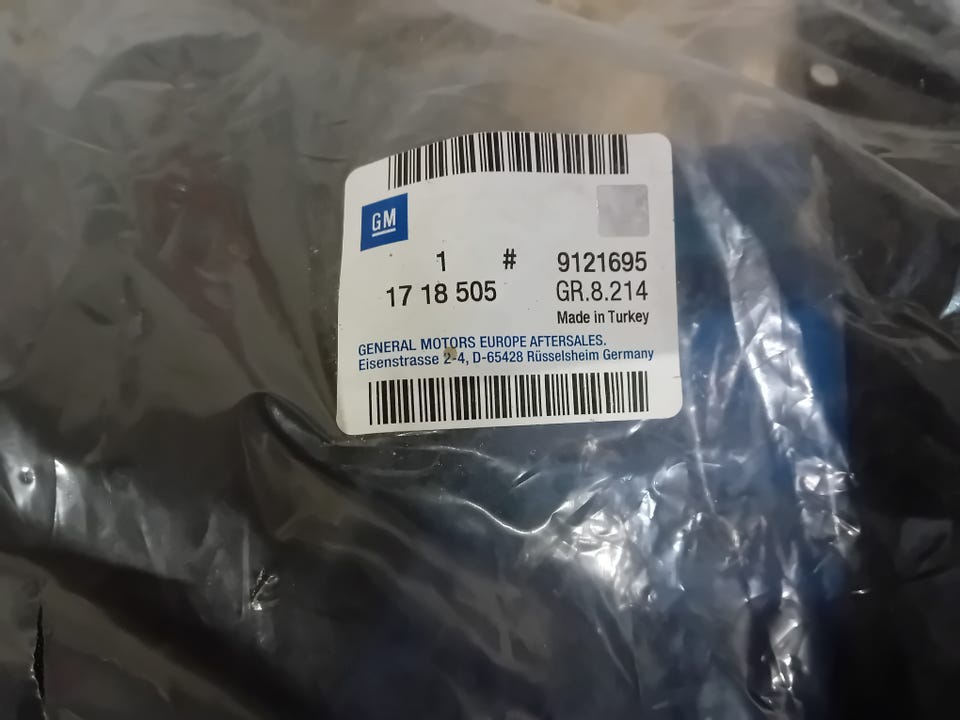 GM
1 # 9121695
17 18 505 GR.8.214
Made in Turkey
GENERAL MOTORS EUROPE AFTERSALES.
Eisenstrasse 2-4, D-65428 Rüsselsheim Germany